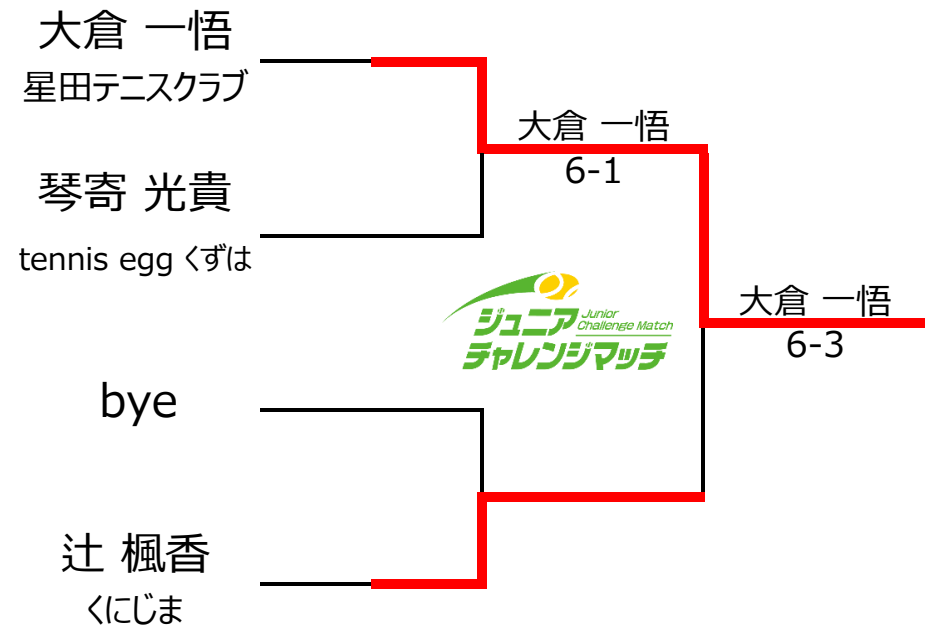 大倉 一悟
星田テニスクラブ
大倉 一悟
6-1
琴寄 光貴
tennis egg くずは
ジュニア
Junior
Challenge Match
チャレンジマッチ
大倉 一悟
6-3
bye
辻 楓香
くにじま